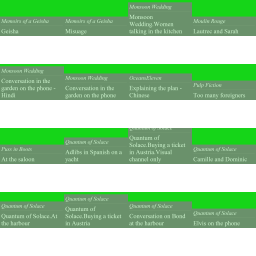 Memoirs of a Geisha
Geisha
Memoirs of a Geisha
Massage
Monsoon Wedding
Monsoon
Wedding.Women
talking in the kitchen
Moulin Rouge
Lautrec and Satah
Monsoon Wedding
Conversation in the
garden on the phone -
Hindi
Monsoon Wedding
Conversation in the
garden on the phone
OceansEleven
Explaining the plan -
Chinese
Pulp Fiction
Too many foreigners
Puss in Boots
At the saloon
Quantum of Solace
Adlibs in Spanish on a
yacht
Quantum of Solace
Quantum of
Solace.Buying a ticket
in Austria.Visual
channel only
Quantum of Solace
Camille and Dominic
Quantum of Solace
Quantum of Solace.At
the harbour
Quantum of Solace
Quantum of
Solace.Buying a ticket
in Austria
Quantum of Solace
Conversation on Bond
at the harbour
Quantum of Solace
Elvis on the phone